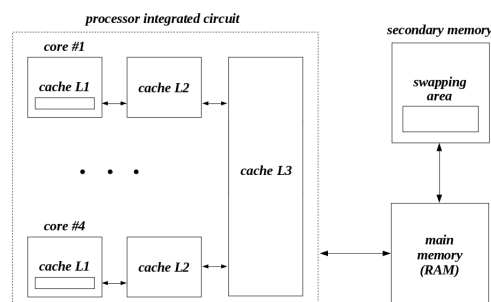 processor integrated circuit
secondary memory
core #1
cache L1
cache L2
cache L3
swapping
area
core #4
cache L1
cache L2
main
memory
(RAM)